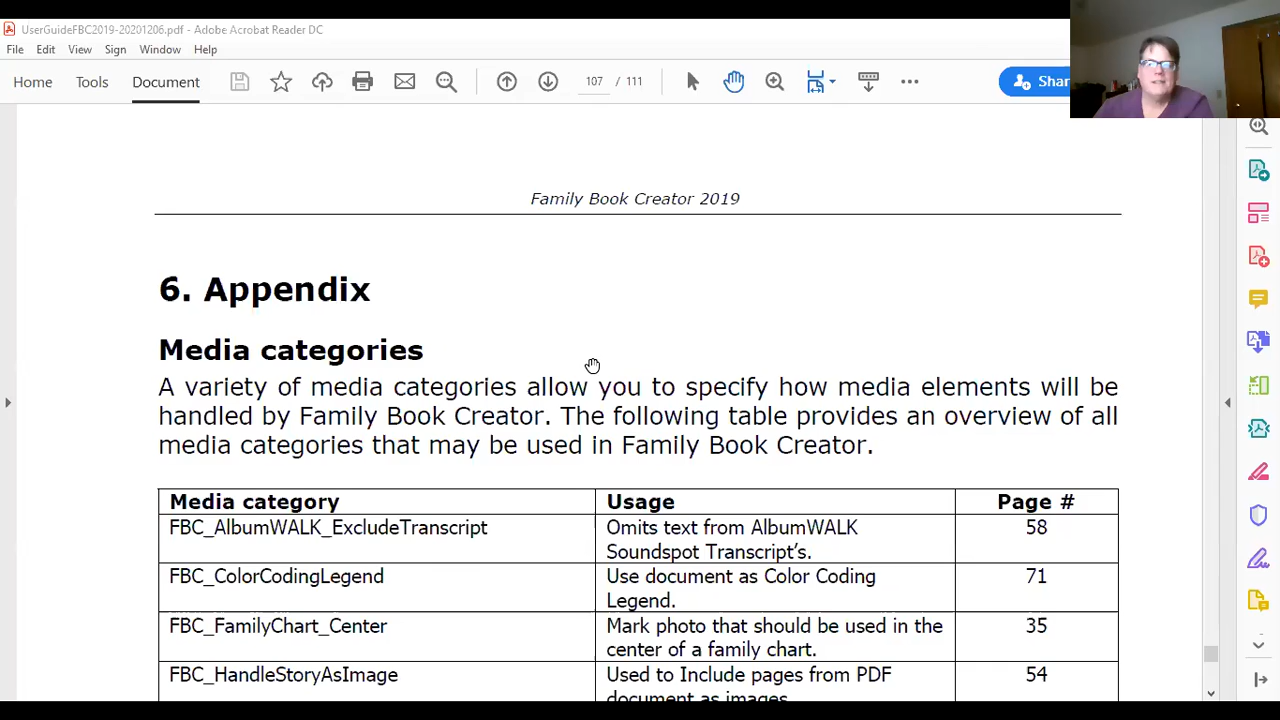 UserGuideFBC2019-20201206.pdf - Adobe Acrobat Reader DC
File Edit View Sign Window Help
Home Tools Document 107 / 111 Shar
Family Book Creator 2019
6. Appendix
Media categories
A variety of media categories allow you to specify how media elements will be
handled by Family Book Creator. The following table provides an overview of all
media categories that may be used in Family Book Creator.
Media category Usage Page #
FBC_AlbumWALK_ExcludeTranscript Omits text from AlbumWALK 58
Soundspot Transcript's.
FBC_ColorCodingLegend Use document as Color Coding 71
Legend.
FBC_FamilyChart_Center Mark photo that should be used in the 35
center of a family chart.
FBC_HandleStoryAsImage Used to Include pages from PDF 54
document as images